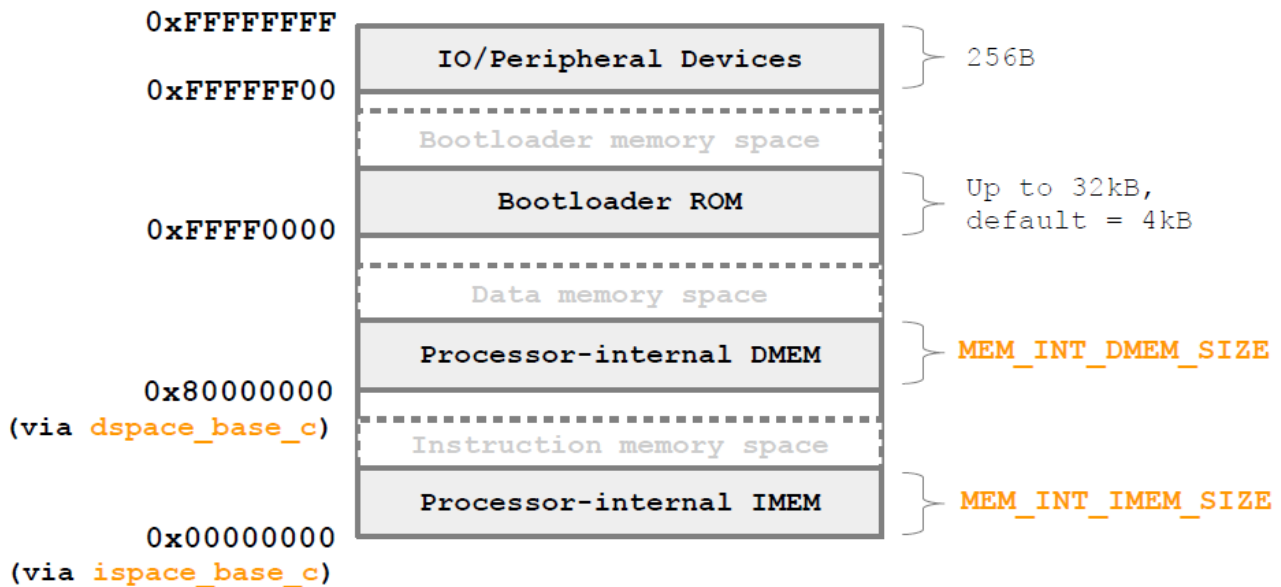 0xFFFFFFFF
IO/Peripheral Devices
256B
0xFFFFFF00
Bootloader memory space
Bootloader ROM
Up to 32kB,
default = 4kB
0xFFFF0000
Data memory space
Processor-internal DMEM
MEM_INT_DMEM_SIZE
0x80000000
(via dspace_base_c)
Instruction memory space
Processor-internal IMEM
MEM_INT_IMEM_SIZE
0x00000000
(via ispace_base_c)